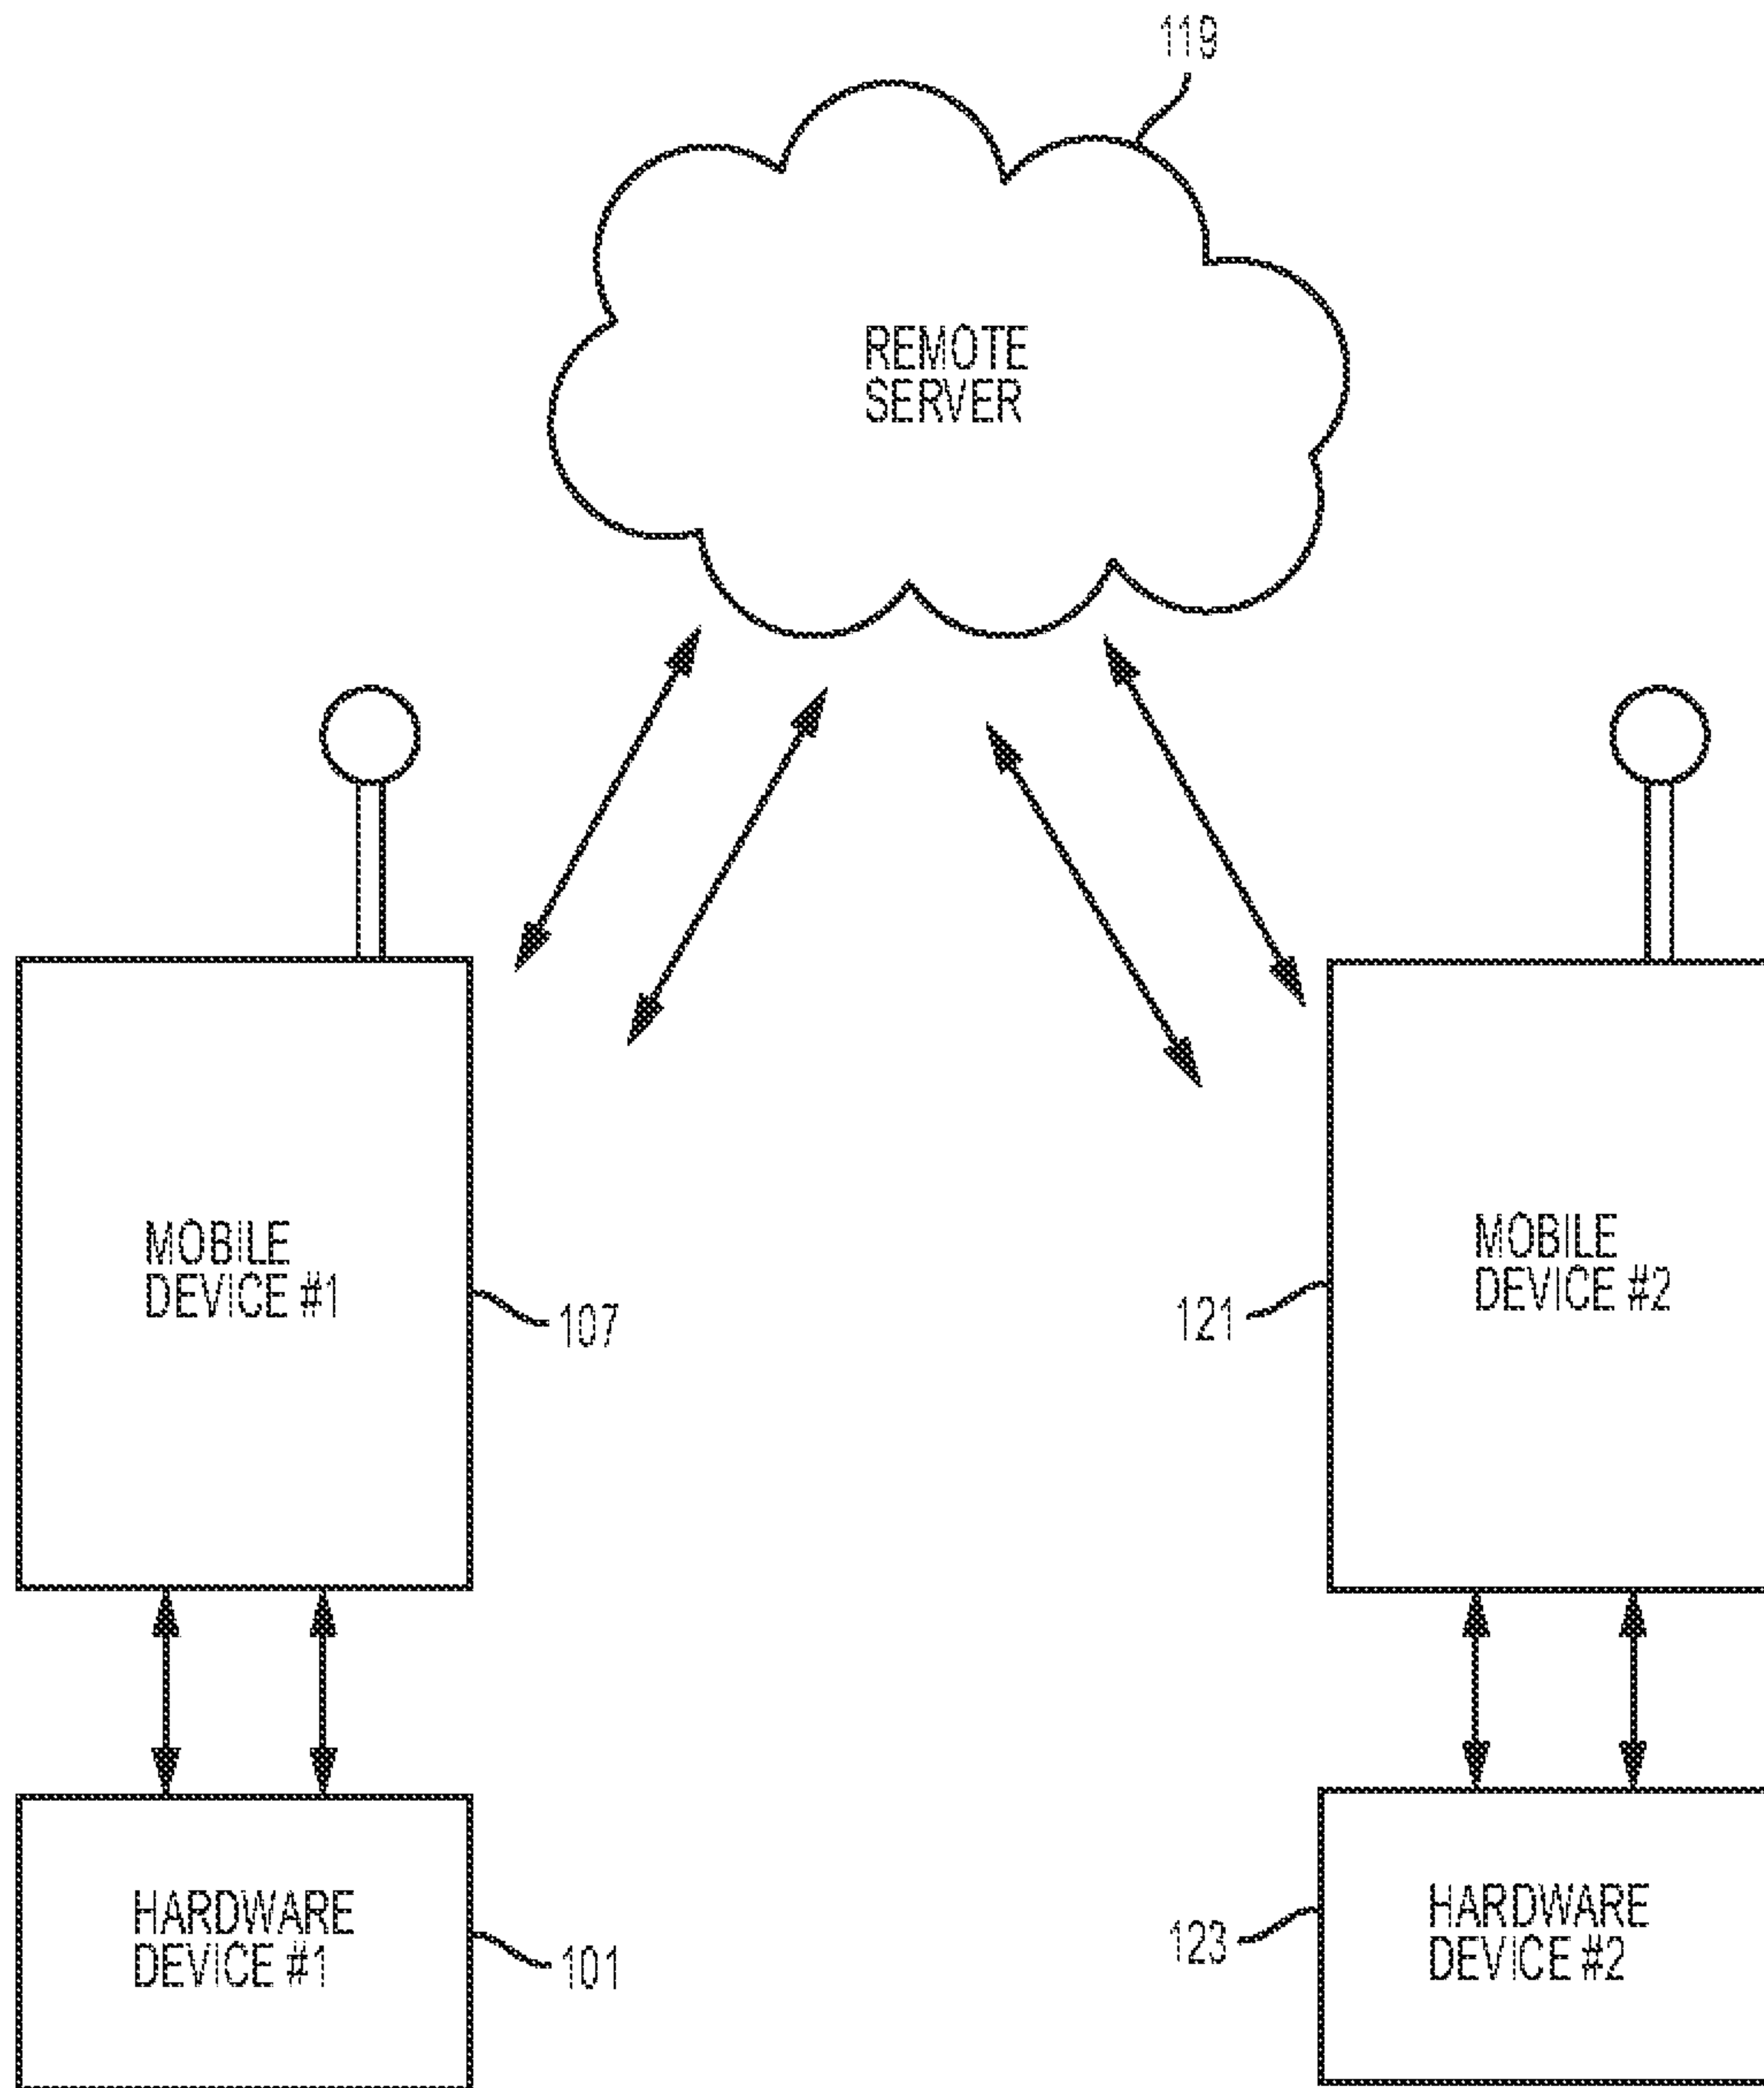 119
REMOTE
SERVER
MOBILE
DEVICE #1
107
121
MOBILE
DEVICE #2
HARDWARE
DEVICE #1
101
123
HARDWARE
DEVICE #2